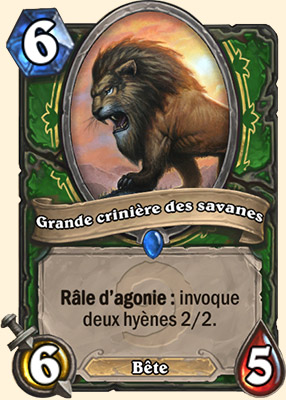 6
Grande crinière des savanes
Râle d'agonie : invoque
deux hyènes 2/2.
6
Bête
5